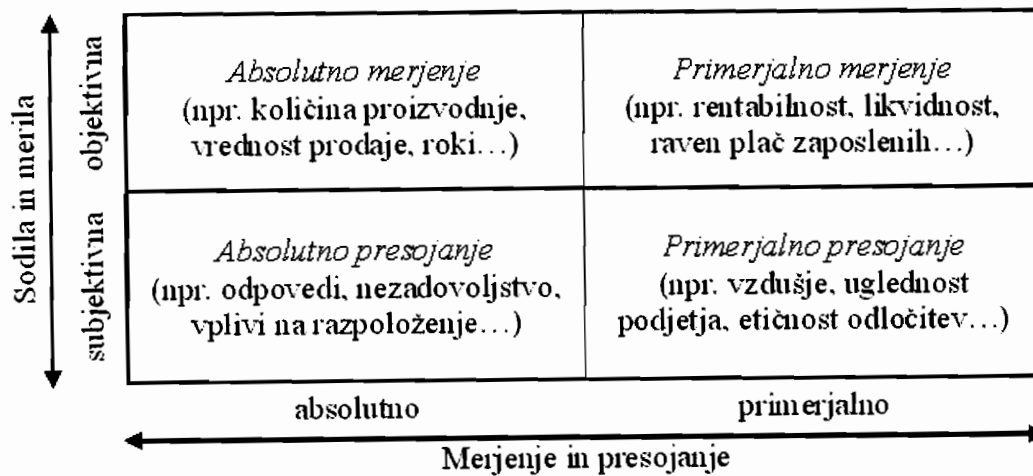 Sodila in merila
objektivna
Absolutno merjenje
(npr. količina proizvodnje,
vrednost prodaje, roki…)
Primerjalno merjenje
(npr. rentabilnost, likvidnost,
raven plač zaposlenih…)
subjektivna
Absolutno presojanje
(npr. odpovedi, nezadovoljstvo,
vplivi na razpoloženje…)
Primerjalno presojanje
(npr. vzdušje, uglednost
podjetja, etičnost odločitev…)
absolutno
primerjalno
Merjenje in presojanje